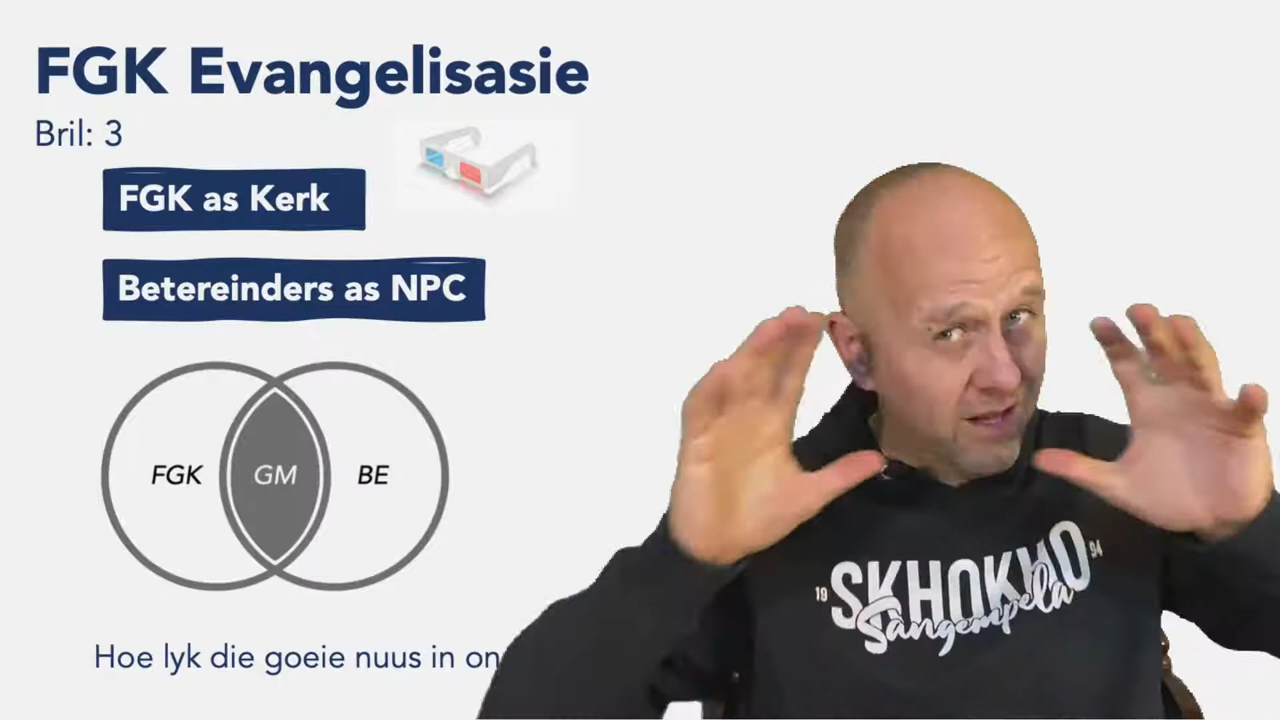 FGK Evangelisasie
Bril: 3
FGK as Kerk
Betereinders as NPC
FGK GM BE
Hoe lyk die goeie nuus in on
19 SKHOKHO 94
Sangempela